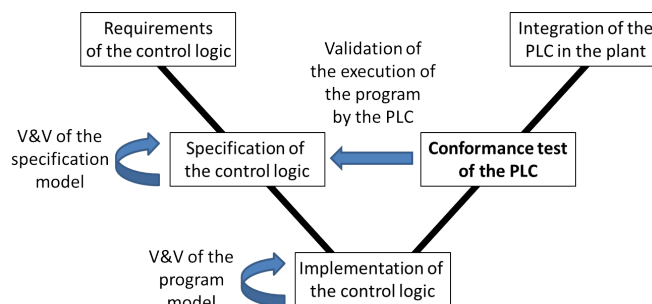 Requirements
of the control logic
Integration of the
PLC in the plant
Validation of
the execution of
the program
by the PLC
V&V of the
specification
model
Specification of
the control logic
Conformance test
of the PLC
V&V of the
program
model
Implementation of
the control logic